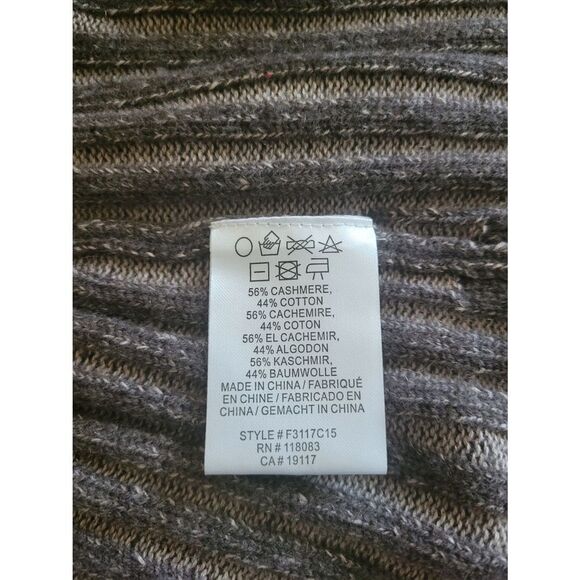 56% CASHMERE,
44% COTTON
56% CACHEMIRE,
44% COTON
56% EL CACHEMIR,
44% ALGODON
56% KASCHMIR,
44% BAUMWOLLE
MADE IN CHINA / FABRIQUÉ
EN CHINE / FABRICADO EN
CHINA / GEMACHT IN CHINA
STYLE # F3117C15
RN # 118083
CA # 19117